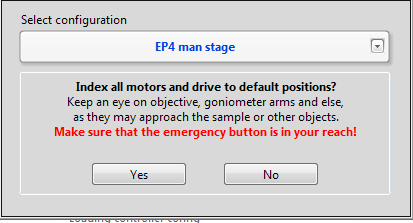 Select configuration
EP4 man stage
Index all motors and drive to default positions?
Keep an eye on objective, goniometer arms and else,
as they may approach the sample or other objects.
Make sure that the emergency button is in your reach!
Yes No
Loading controller config